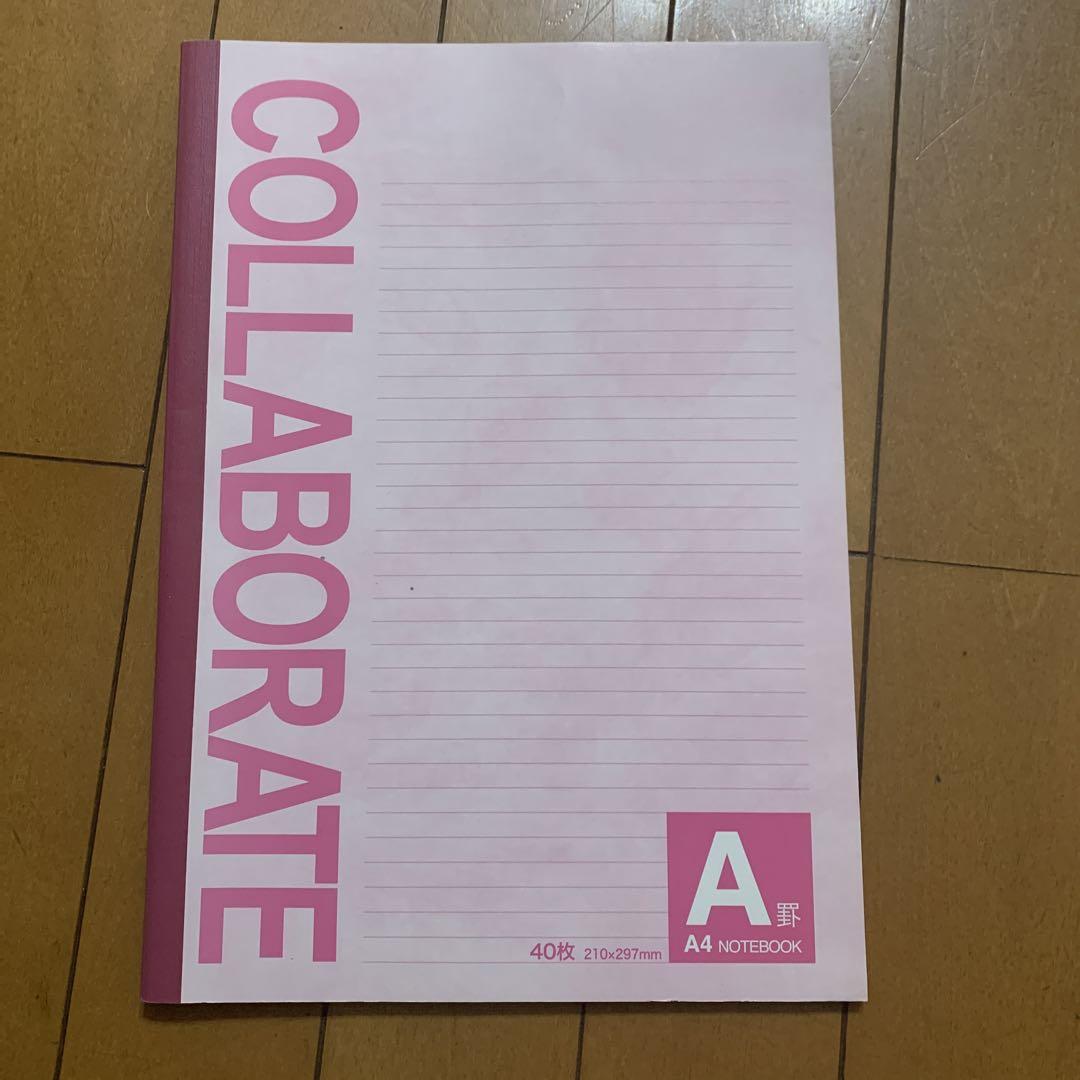 COLLABORATE
A罫
A4 NOTEBOOK
40枚 210×297mm